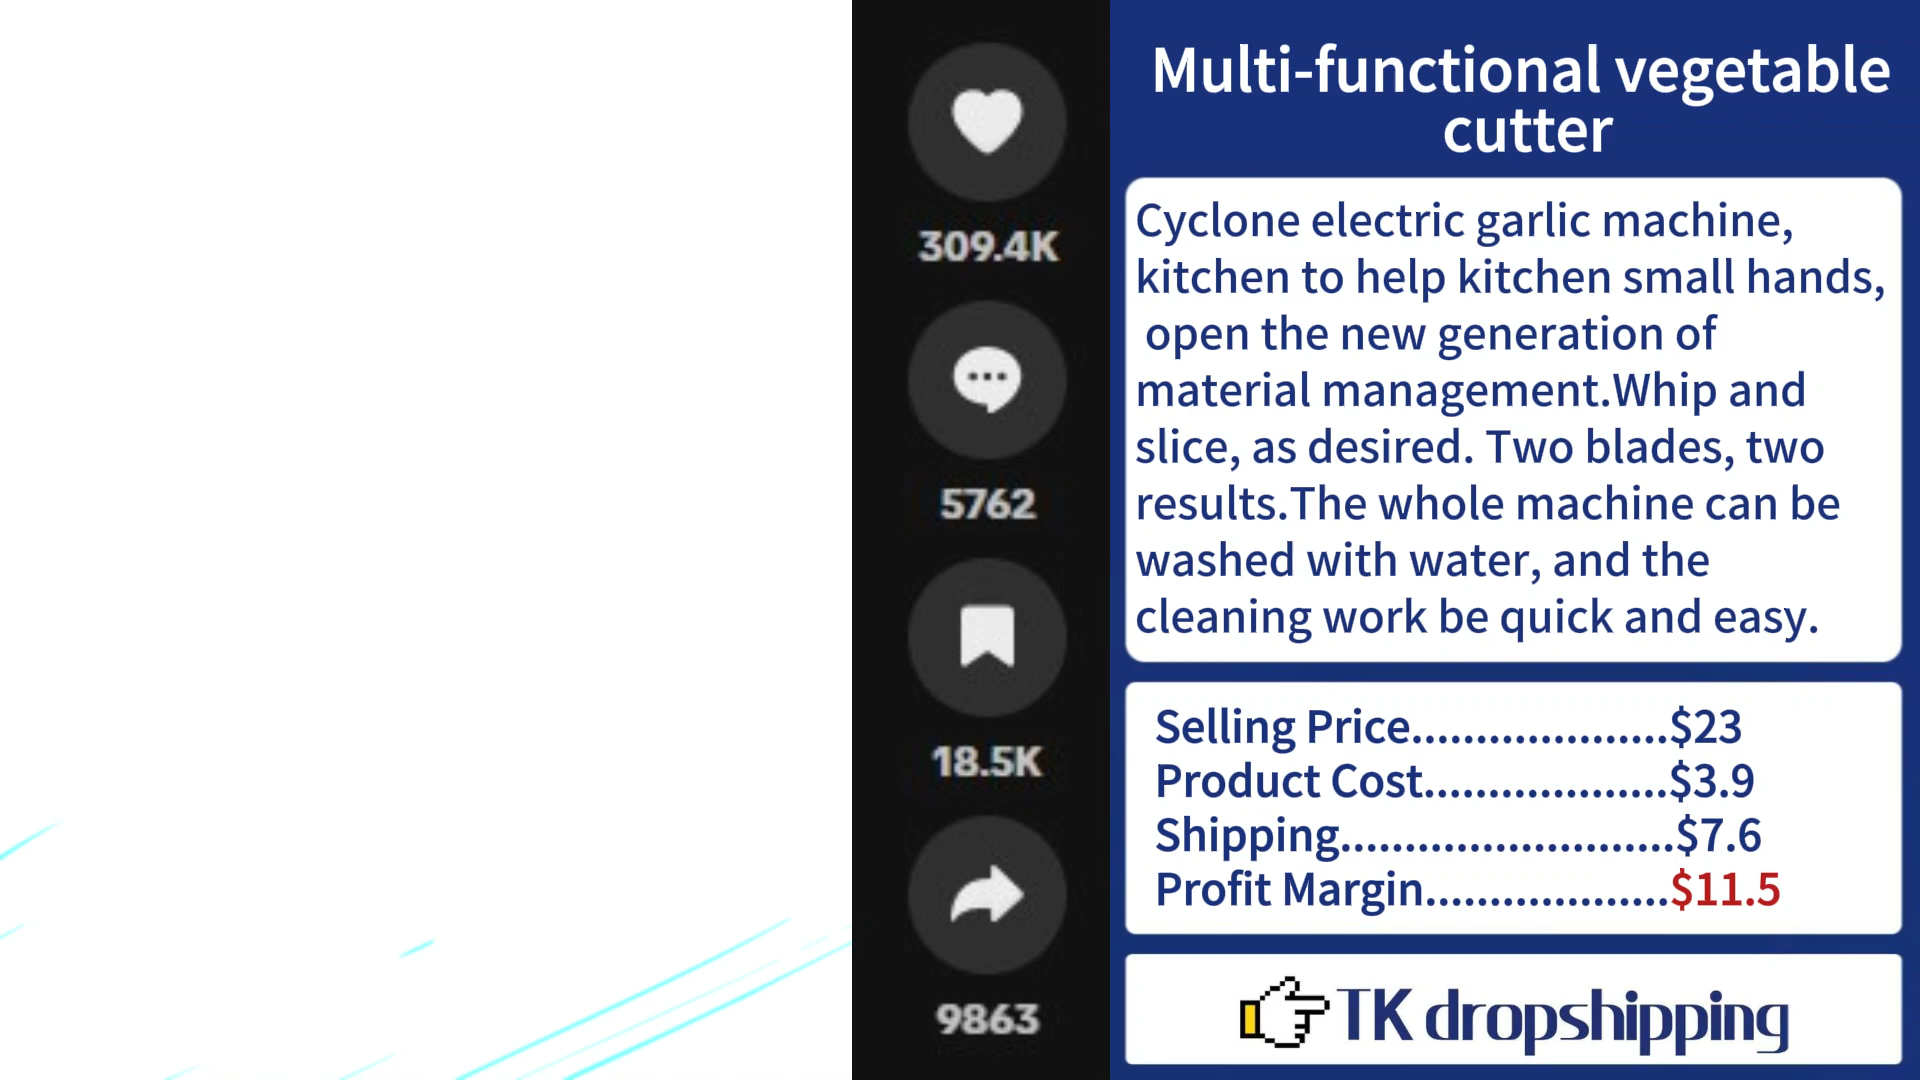 309.4K
5762
18.5K
9863
Multi-functional vegetable
cutter
Cyclone electric garlic machine,
kitchen to help kitchen small hands,
open the new generation of
material management.Whip and
slice, as desired. Two blades, two
results.The whole machine can be
washed with water, and the
cleaning work be quick and easy.
Selling Price....................$23
Product Cost...................$3.9
Shipping..........................$7.6
Profit Margin...................$11.5
TK dropshipping